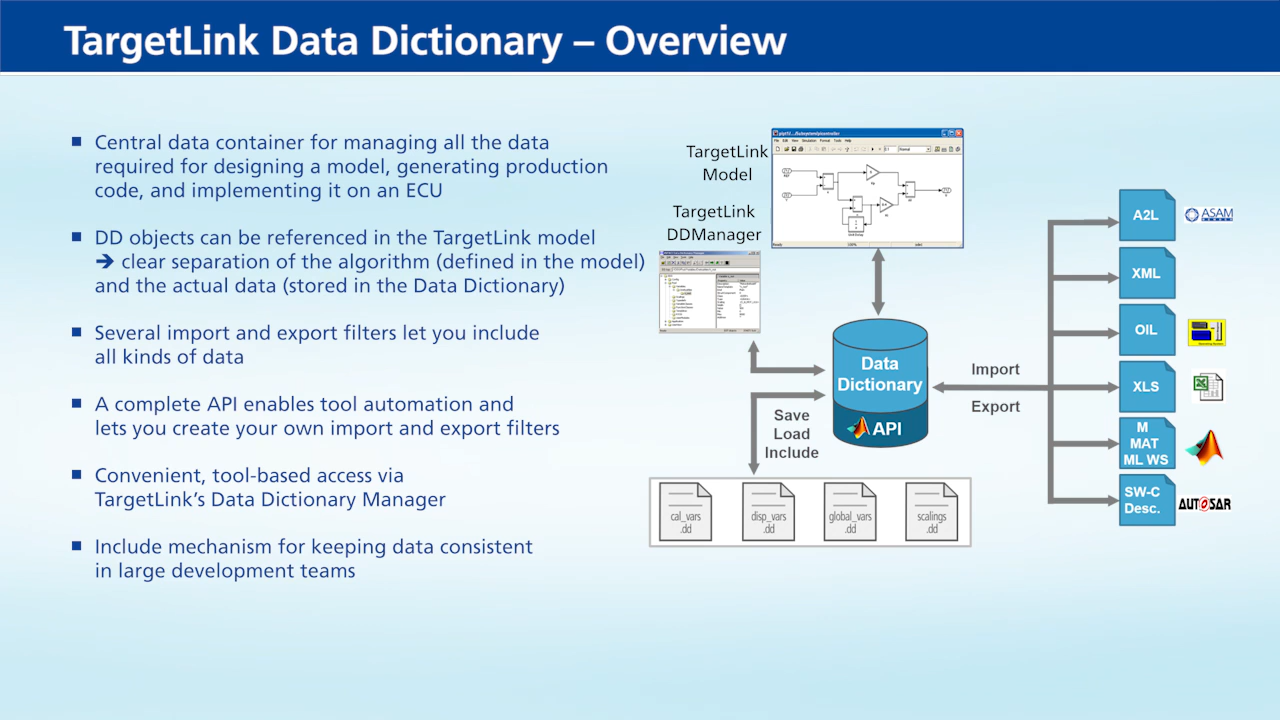 TargetLink Data Dictionary – Overview
▪ Central data container for managing all the data
required for designing a model, generating production
code, and implementing it on an ECU
▪ DD objects can be referenced in the TargetLink model
➔ clear separation of the algorithm (defined in the model)
and the actual data (stored in the Data Dictionary)
▪ Several import and export filters let you include
all kinds of data
▪ A complete API enables tool automation and
lets you create your own import and export filters
▪ Convenient, tool-based access via
TargetLink’s Data Dictionary Manager
▪ Include mechanism for keeping data consistent
in large development teams
TargetLink
Model
TargetLink
DDManager
Data
Dictionary
API
Save
Load
Include
Import
Export
cal_vars
.dd
disp_vars
.dd
global_vars
.dd
scalings
.dd
A2L
ASAM
XML
OIL
XLS
M
MAT
ML WS
SW-C
Desc.
AUTOSAR